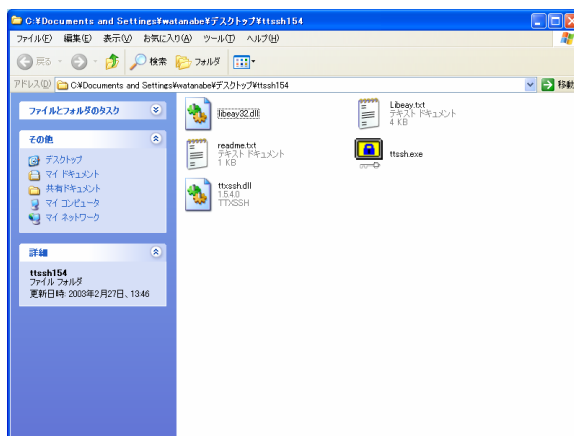 C:¥Documents and Settings¥watanabe¥デスクトップ¥ttssh154
ファイル(F) 編集(E) 表示(V) お気に入り(A) ツール(T) ヘルプ(H)
戻る 検索 フォルダ
アドレス(D) C:¥Documents and Settings¥watanabe¥デスクトップ¥ttssh154 移動
ファイルとフォルダのタスク
その他
デスクトップ
マイ ドキュメント
共有ドキュメント
マイ コンピュータ
マイ ネットワーク
詳細
ttssh154
ファイル フォルダ
更新日時: 2003年2月27日、13:46
libeay32.dll
Libeay.txt
テキスト ドキュメント
4 KB
readme.txt
テキスト ドキュメント
1 KB
ttssh.exe
ttxssh.dll
1.5.4.0
TTXSSH